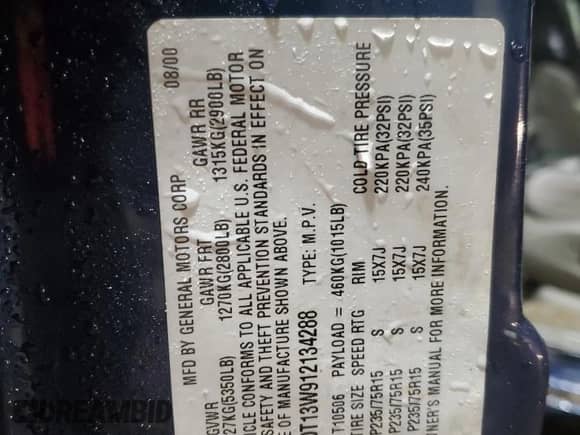 MFD BY GENERAL MOTORS CORP 08/00
GVWR GAWR FRT GAWR RR
27KG(5350LB) 1270KG(2800LB) 1315KG(2900LB)
ICLE CONFORMS TO ALL APPLICABLE U.S. FEDERAL MOTOR
SAFETY AND THEFT PREVENTION STANDARDS IN EFFECT ON
E OF MANUFACTURE SHOWN ABOVE.
DT13W912134288 TYPE: M.P.V.
T10506 PAYLOAD = 460KG(1015LB)
TIRE SIZE SPEED RTG RIM COLD TIRE PRESSURE
P235/75R15 S 15X7J 220KPA(32PSI)
P235/75R15 S 15X7J 220KPA(32PSI)
P235/75R15 S 15X7J 240KPA(35PSI)
NER'S MANUAL FOR MORE INFORMATION.
DREAMBID